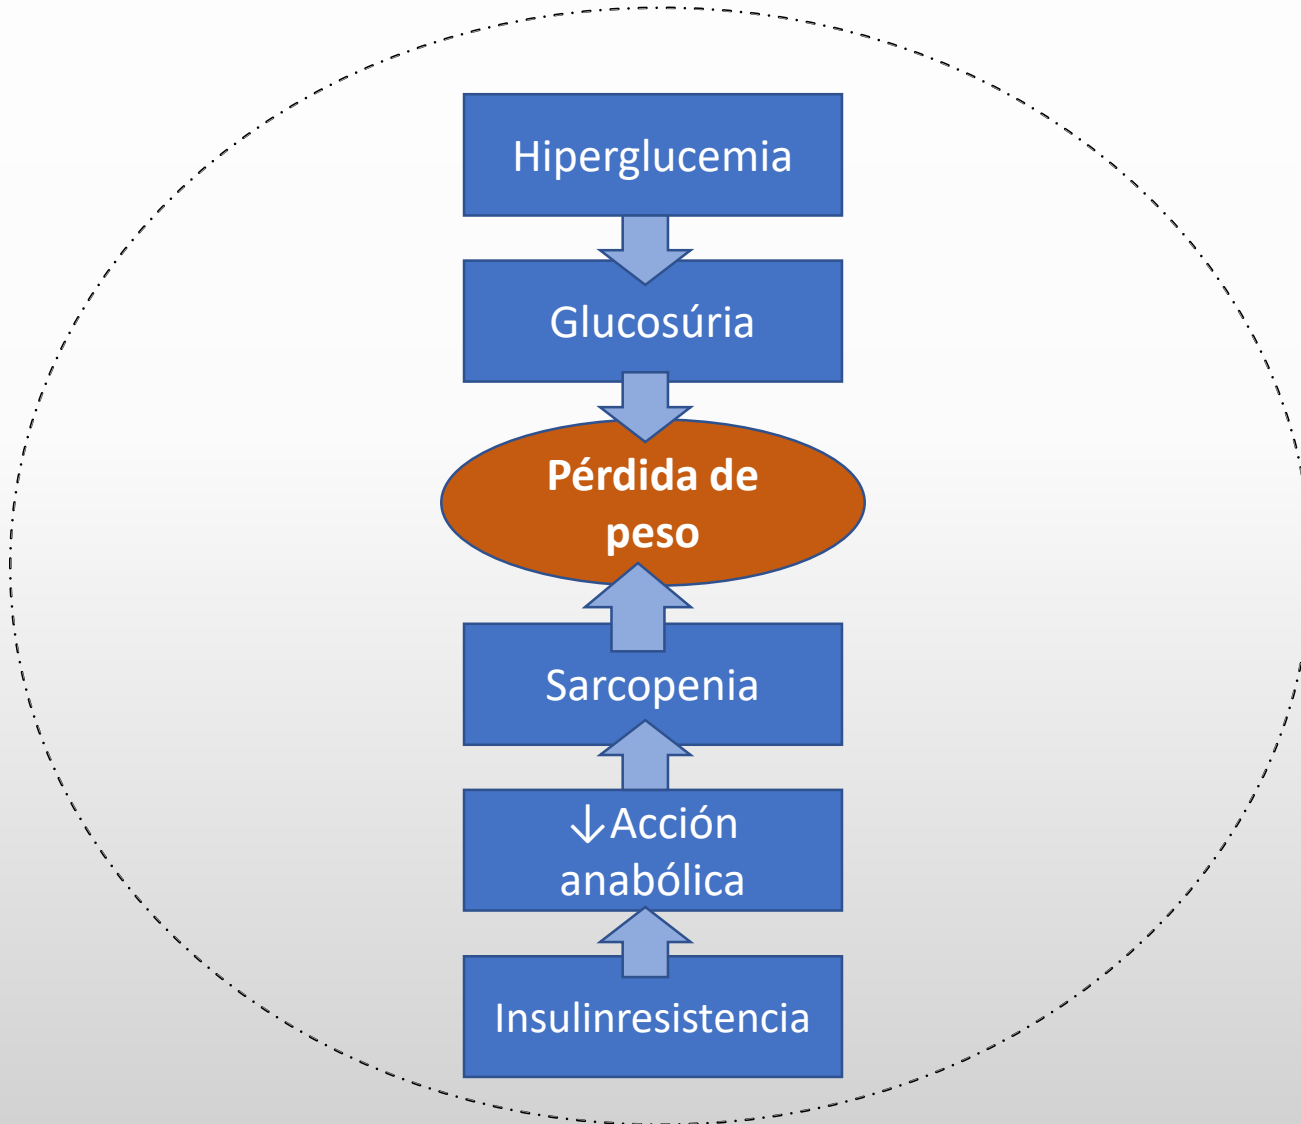 Hiperglucemia
Glucosúria
Pérdida de
peso
Sarcopenia
↓Acción
anabólica
Insulinresistencia